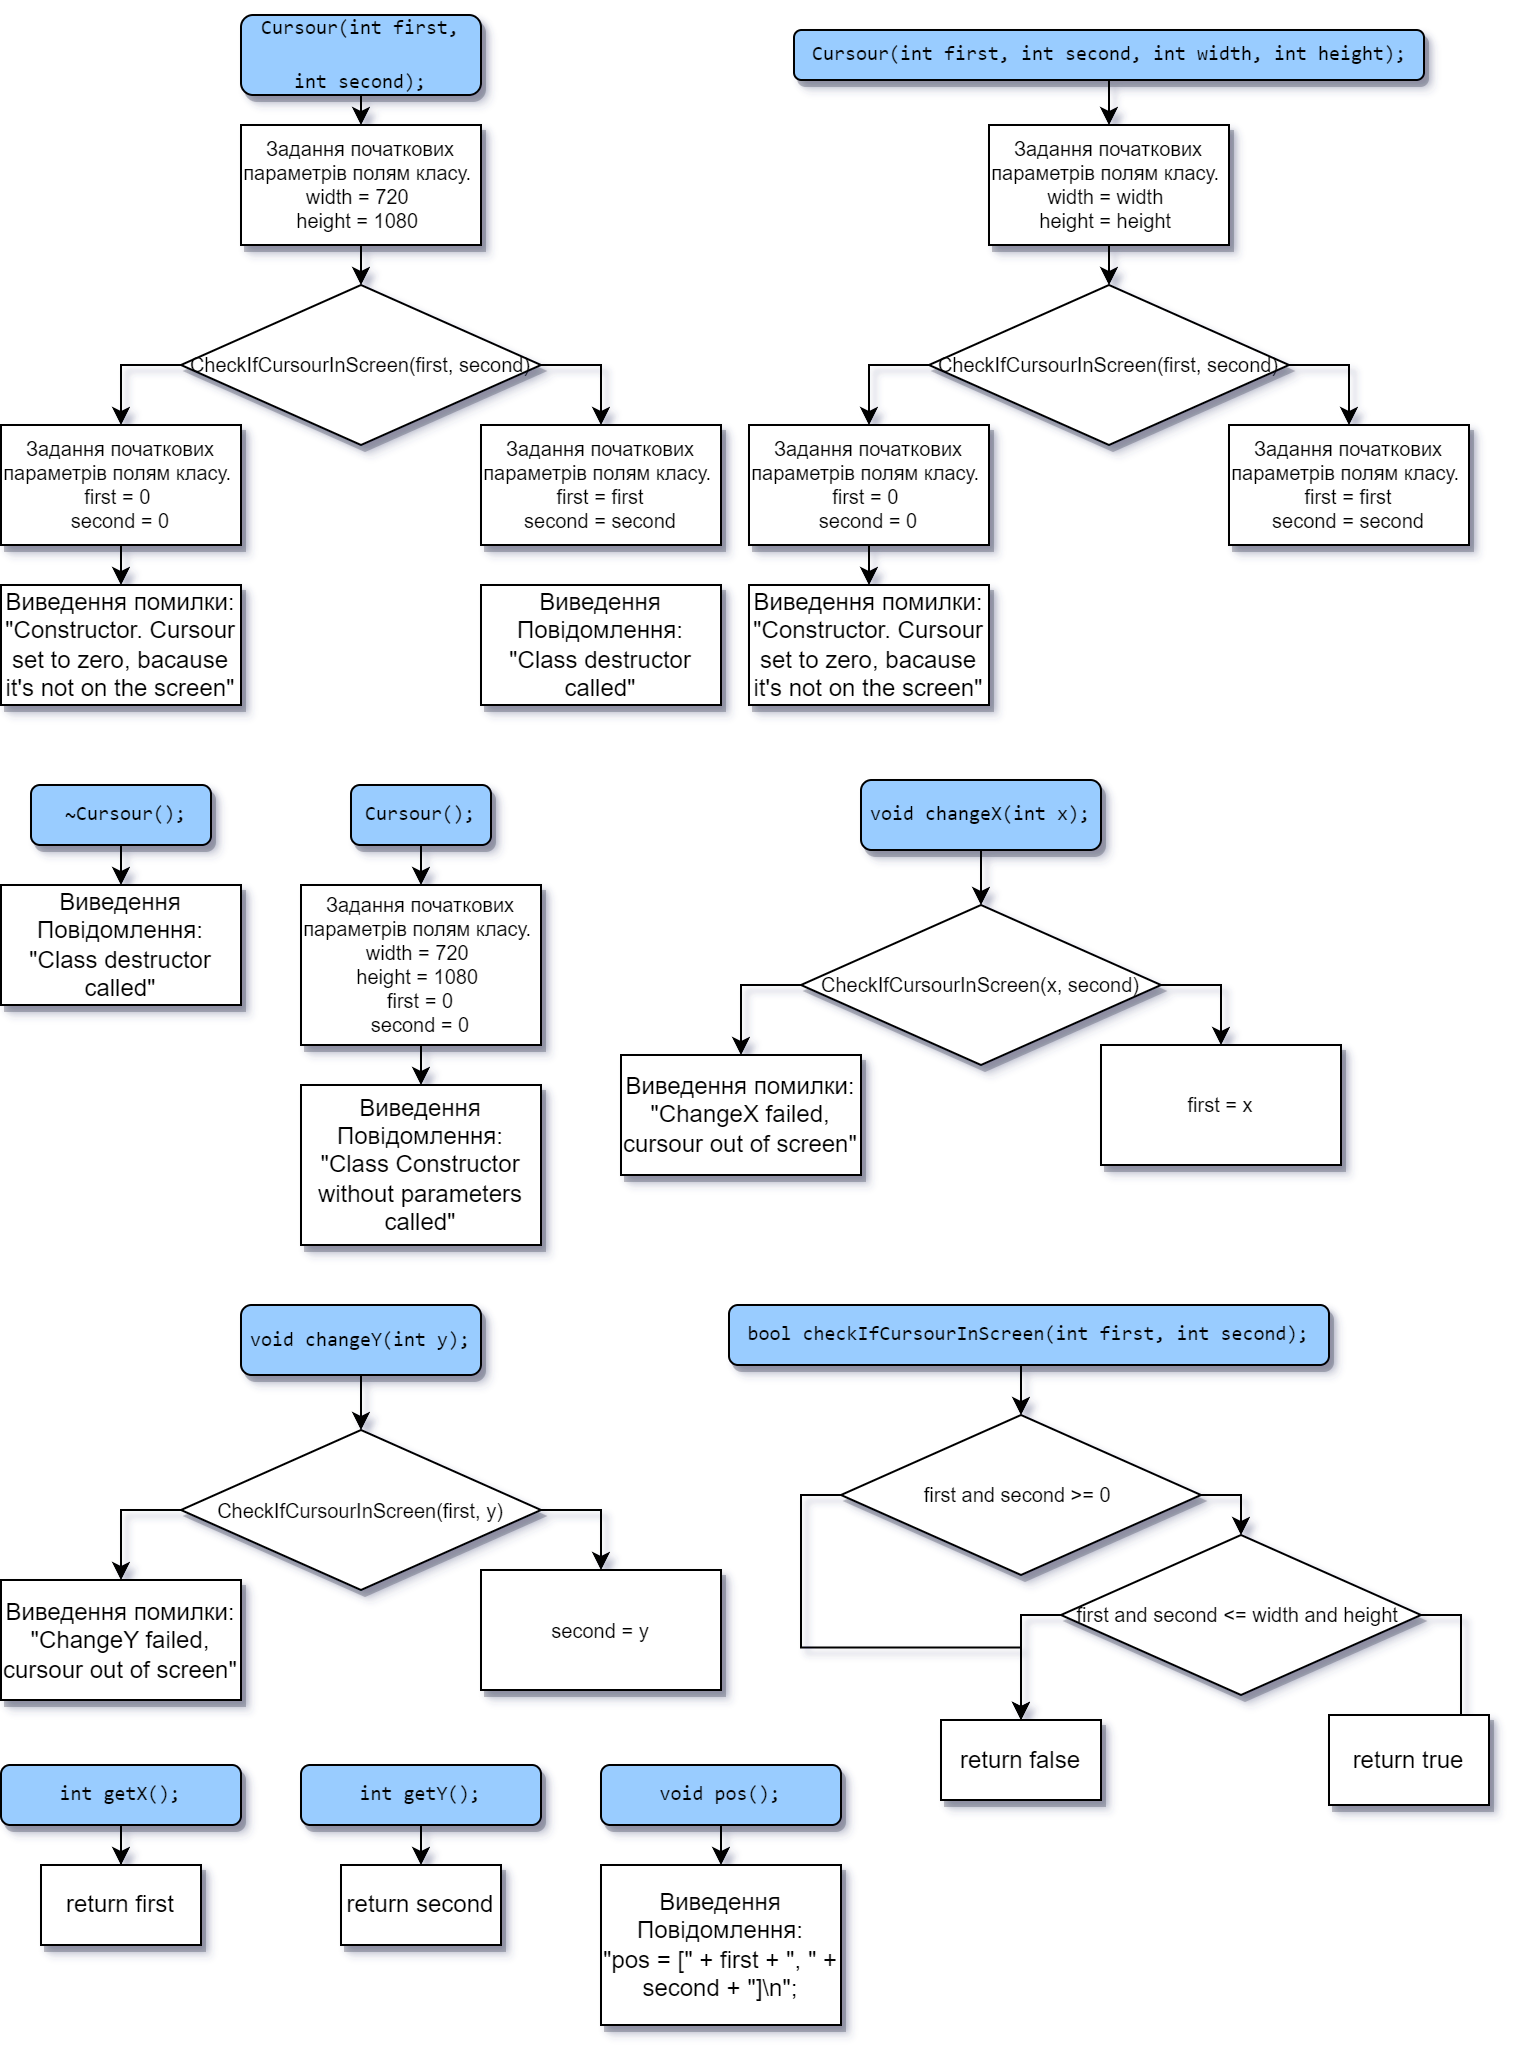 Cursour(int first,
int second);
Задання початкових
параметрів полям класу.
width = 720
height = 1080
CheckIfCursourInScreen(first, second)
Задання початкових
параметрів полям класу.
first = 0
second = 0
Виведення помилки:
"Constructor. Cursour
set to zero, bacause
it's not on the screen"
Задання початкових
параметрів полям класу.
first = first
second = second
Виведення
Повідомлення:
"Class destructor
called"
Cursour(int first, int second, int width, int height);
Задання початкових
параметрів полям класу.
width = width
height = height
CheckIfCursourInScreen(first, second)
Задання початкових
параметрів полям класу.
first = 0
second = 0
Виведення помилки:
"Constructor. Cursour
set to zero, bacause
it's not on the screen"
Задання початкових
параметрів полям класу.
first = first
second = second
~Cursour();
Виведення
Повідомлення:
"Class destructor
called"
Cursour();
Задання початкових
параметрів полям класу.
width = 720
height = 1080
first = 0
second = 0
Виведення
Повідомлення:
"Class Constructor
without parameters
called"
void changeX(int x);
CheckIfCursourInScreen(x, second)
Виведення помилки:
"ChangeX failed,
cursour out of screen"
first = x
void changeY(int y);
CheckIfCursourInScreen(first, y)
Виведення помилки:
"ChangeY failed,
cursour out of screen"
second = y
bool checkIfCursourInScreen(int first, int second);
first and second >= 0
first and second <= width and height
return false
return true
int getX();
return first
int getY();
return second
void pos();
Виведення
Повідомлення:
"pos = [" + first + ", " +
second + "]\n";